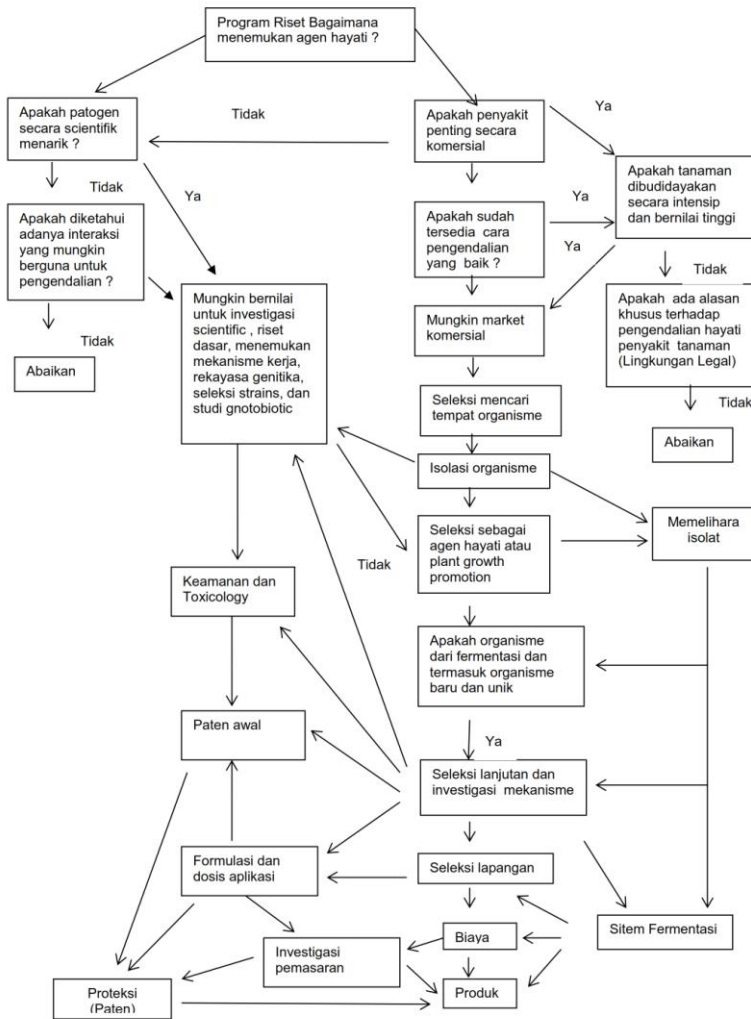 Program Riset Bagaimana
menemukan agen hayati ?
Apakah patogen
secara scientifik
menarik ?
Tidak
Apakah penyakit
penting secara
komersial
Ya
Apakah tanaman
dibudidayakan
secara intensip
dan bernilai tinggi
Tidak
Ya
Apakah diketahui
adanya interaksi
yang mungkin
berguna untuk
pengendalian ?
Apakah sudah
tersedia cara
pengendalian
yang baik ?
Ya
Ya
Tidak
Mungkin bernilai
untuk investigasi
scientific , riset
dasar, menemukan
mekanisme kerja,
rekayasa genitika,
seleksi strains, dan
studi gnotobiotic
Mungkin market
komersial
Apakah ada alasan
khusus terhadap
pengendalian hayati
penyakit tanaman
(Lingkungan Legal)
Tidak
Abaikan
Seleksi mencari
tempat organisme
Tidak
Abaikan
Isolasi organisme
Seleksi sebagai
agen hayati atau
plant growth
promotion
Memelihara
isolat
Tidak
Keamanan dan
Toxicology
Apakah organisme
dari fermentasi dan
termasuk organisme
baru dan unik
Paten awal
Ya
Seleksi lanjutan dan
investigasi mekanisme
Formulasi dan
dosis aplikasi
Seleksi lapangan
Sitem Fermentasi
Biaya
Investigasi
pemasaran
Proteksi
(Paten)
Produk